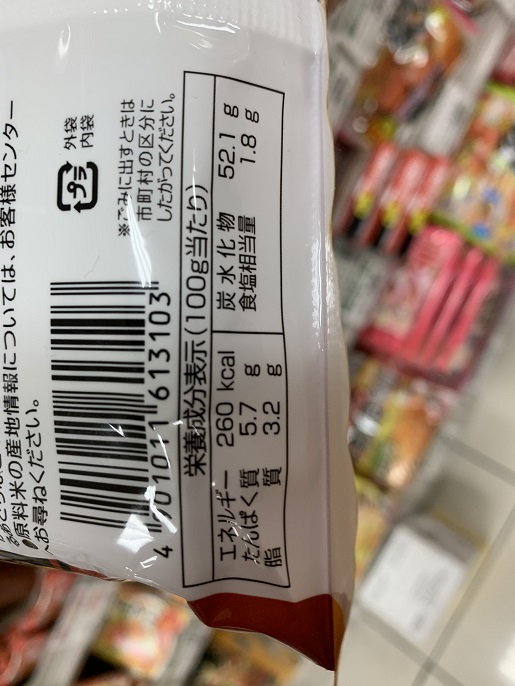 原料米の産地情報については、お客様センター
お尋ねください。
プラ
外袋
内袋
※ごみに出すときは
市町村の区分に
したがってください。
4 901011 613103
栄養成分表示(100g当たり)
エネルギー 260 kcal
たんぱく質 5.7 g
脂質 3.2 g
炭水化物 52.1 g
食塩相当量 1.8 g